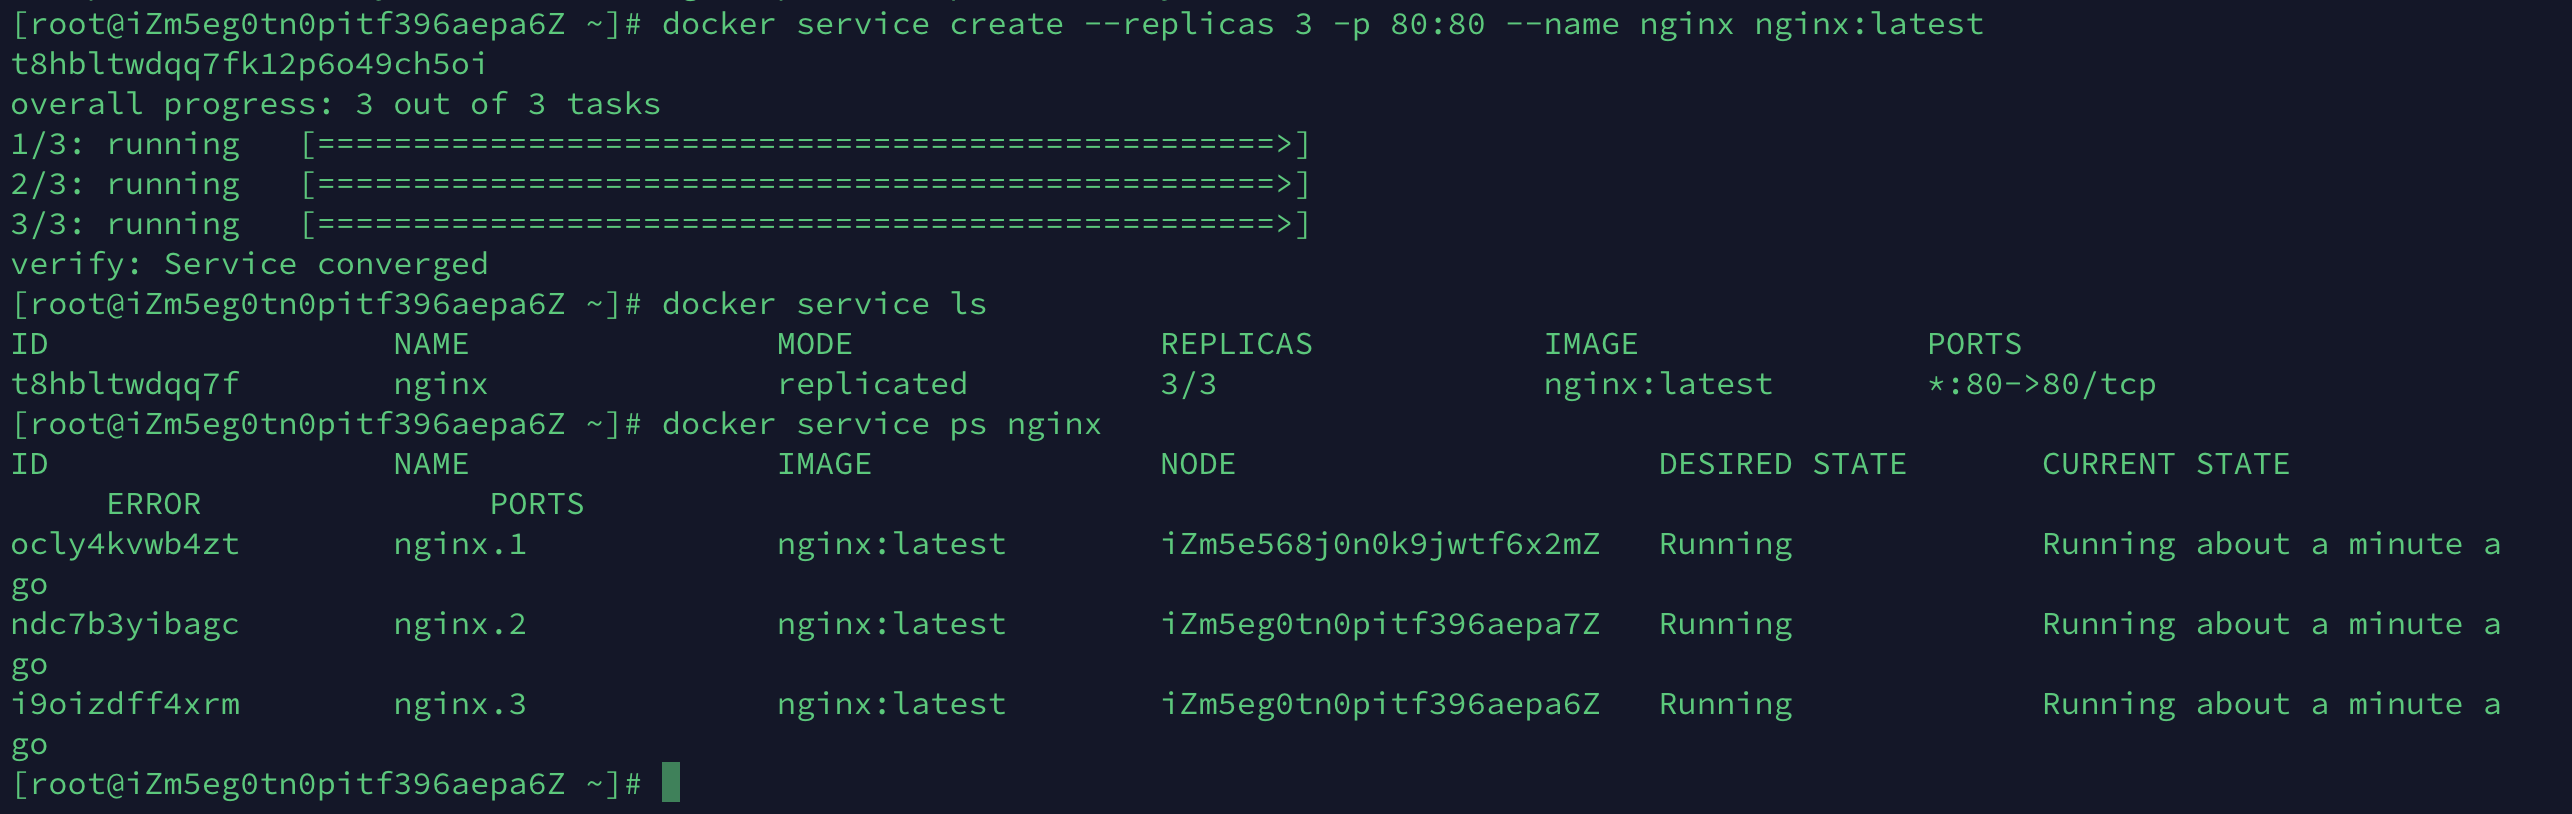 [root@iZm5eg0tn0pitf396aepa6Z ~]# docker service create --replicas 3 -p 80:80 --name nginx nginx:latest
t8hbltwdqq7fk12p6o49ch5oi
overall progress: 3 out of 3 tasks
1/3: running   [==================================================>]
2/3: running   [==================================================>]
3/3: running   [==================================================>]
verify: Service converged
[root@iZm5eg0tn0pitf396aepa6Z ~]# docker service ls
ID                  NAME                MODE                REPLICAS            IMAGE               PORTS
t8hbltwdqq7f        nginx               replicated          3/3                 nginx:latest        *:80->80/tcp
[root@iZm5eg0tn0pitf396aepa6Z ~]# docker service ps nginx
ID                  NAME                IMAGE               NODE                      DESIRED STATE       CURRENT STATE
     ERROR               PORTS
ocly4kvwb4zt        nginx.1             nginx:latest        iZm5e568j0n0k9jwtf6x2mZ   Running             Running about a minute a
go
ndc7b3yibagc        nginx.2             nginx:latest        iZm5eg0tn0pitf396aepa7Z   Running             Running about a minute a
go
i9oizdff4xrm        nginx.3             nginx:latest        iZm5eg0tn0pitf396aepa6Z   Running             Running about a minute a
go
[root@iZm5eg0tn0pitf396aepa6Z ~]#